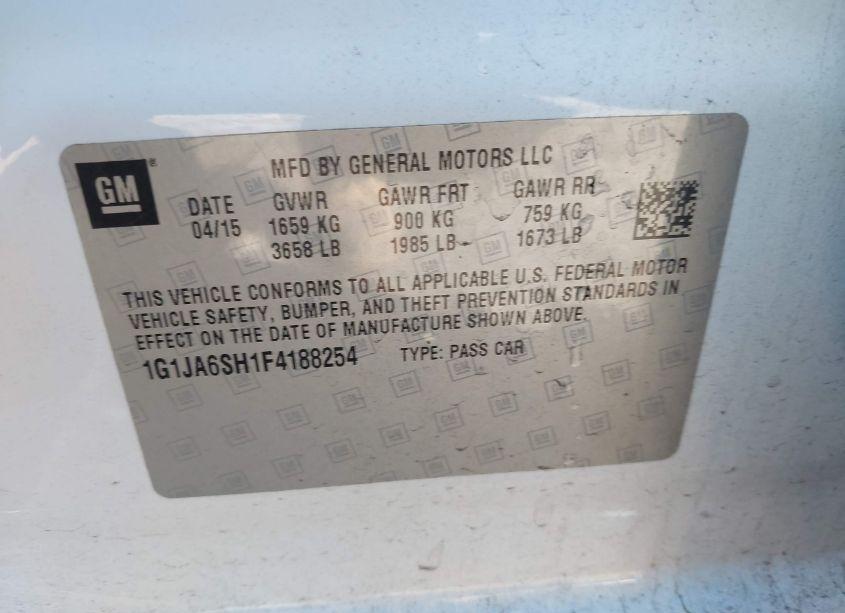 GM ® MFD BY GENERAL MOTORS LLC
DATE GVWR GAWR FRT GAWR RR
04/15 1659 KG 900 KG 759 KG
3658 LB 1985 LB 1673 LB
THIS VEHICLE CONFORMS TO ALL APPLICABLE U.S. FEDERAL MOTOR
VEHICLE SAFETY, BUMPER, AND THEFT PREVENTION STANDARDS IN
EFFECT ON THE DATE OF MANUFACTURE SHOWN ABOVE.
1G1JA6SH1F4188254 TYPE: PASS CAR